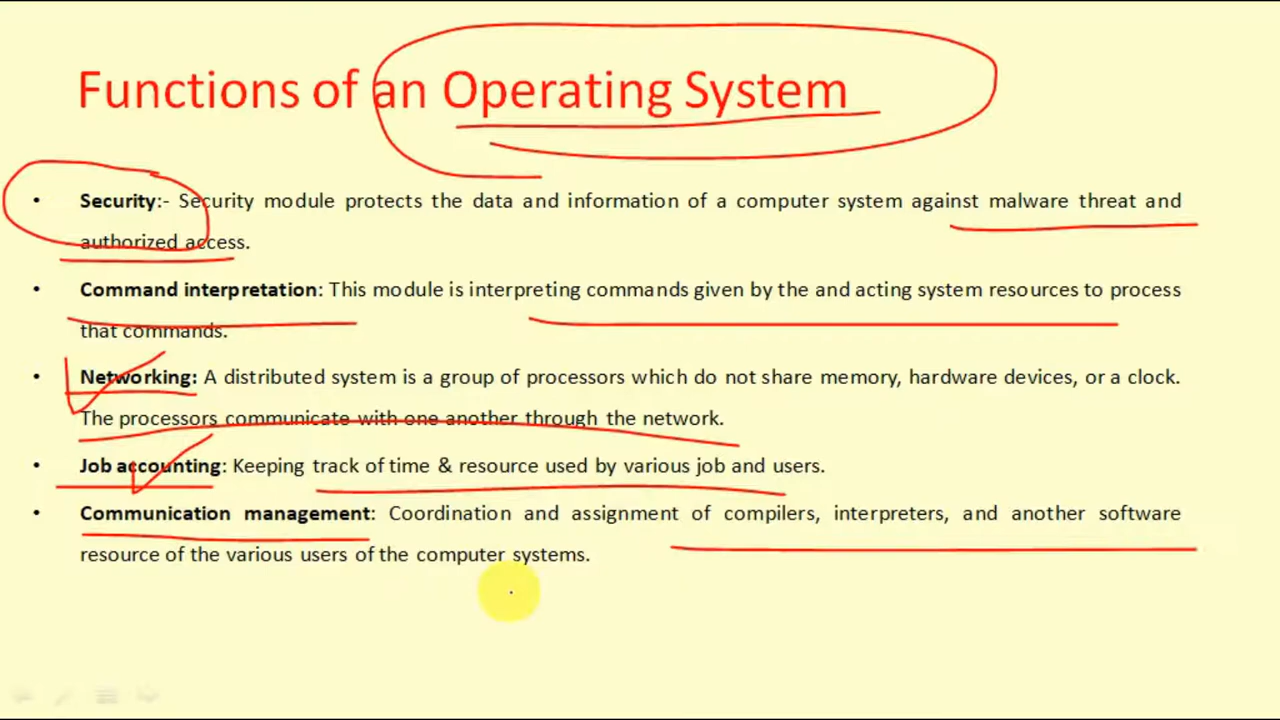 Functions of an Operating System
• Security:- Security module protects the data and information of a computer system against malware threat and
authorized access.
• Command interpretation: This module is interpreting commands given by the and acting system resources to process
that commands.
• Networking: A distributed system is a group of processors which do not share memory, hardware devices, or a clock.
The processors communicate with one another through the network.
• Job accounting: Keeping track of time & resource used by various job and users.
• Communication management: Coordination and assignment of compilers, interpreters, and another software
resource of the various users of the computer systems.